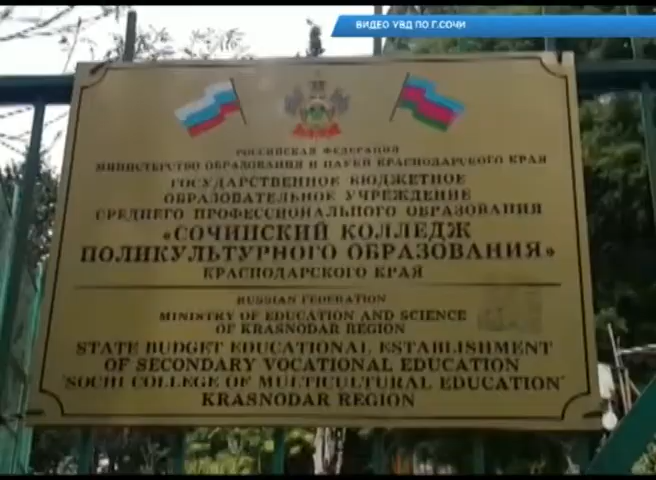 ВИДЕО УВД ПО Г.СОЧИ
РОССИЙСКАЯ ФЕДЕРАЦИЯ
МИНИСТЕРСТВО ОБРАЗОВАНИЯ И НАУКИ КРАСНОДАРСКОГО КРАЯ
ГОСУДАРСТВЕННОЕ БЮДЖЕТНОЕ
ОБРАЗОВАТЕЛЬНОЕ УЧРЕЖДЕНИЕ
СРЕДНЕГО ПРОФЕССИОНАЛЬНОГО ОБРАЗОВАНИЯ
«СОЧИНСКИЙ КОЛЛЕДЖ
ПОЛИКУЛЬТУРНОГО ОБРАЗОВАНИЯ»
КРАСНОДАРСКОГО КРАЯ
RUSSIAN FEDERATION
MINISTRY OF EDUCATION AND SCIENCE
OF KRASNODAR REGION
STATE BUDGET EDUCATIONAL ESTABLISHMENT
OF SECONDARY VOCATIONAL EDUCATION
'SOCHI COLLEGE OF MULTICULTURAL EDUCATION'
KRASNODAR REGION